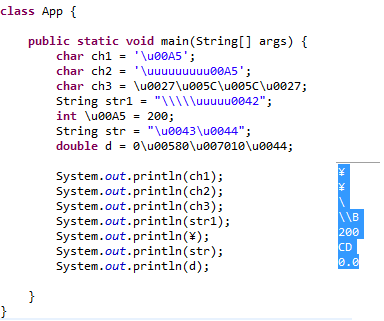 class App {
public static void main(String[] args) {
char ch1 = '\u00A5';
char ch2 = '\uuuuuuuuu00A5';
char ch3 = \u0027\u005C\u005C\u0027;
String str1 = "\\\\\uuuuu0042";
int \u00A5 = 200;
String str = "\u0043\u0044";
double d = 0\u00580\u007010\u0044;
System.out.println(ch1);
System.out.println(ch2);
System.out.println(ch3);
System.out.println(str1);
System.out.println(¥);
System.out.println(str);
System.out.println(d);
}
}
¥
¥
\
\\B
200
CD
0.0